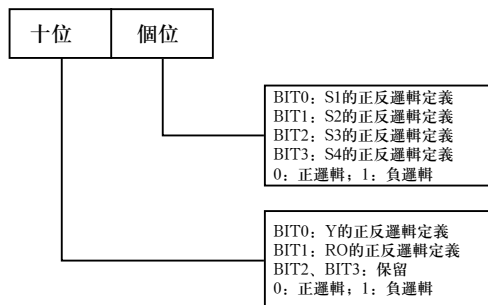 十位 個位
BIT0：S1的正反邏輯定義
BIT1：S2的正反邏輯定義
BIT2：S3的正反邏輯定義
BIT3：S4的正反邏輯定義
0：正邏輯；1：負邏輯
BIT0：Y的正反邏輯定義
BIT1：RO的正反邏輯定義
BIT2、BIT3：保留
0：正邏輯；1：負邏輯